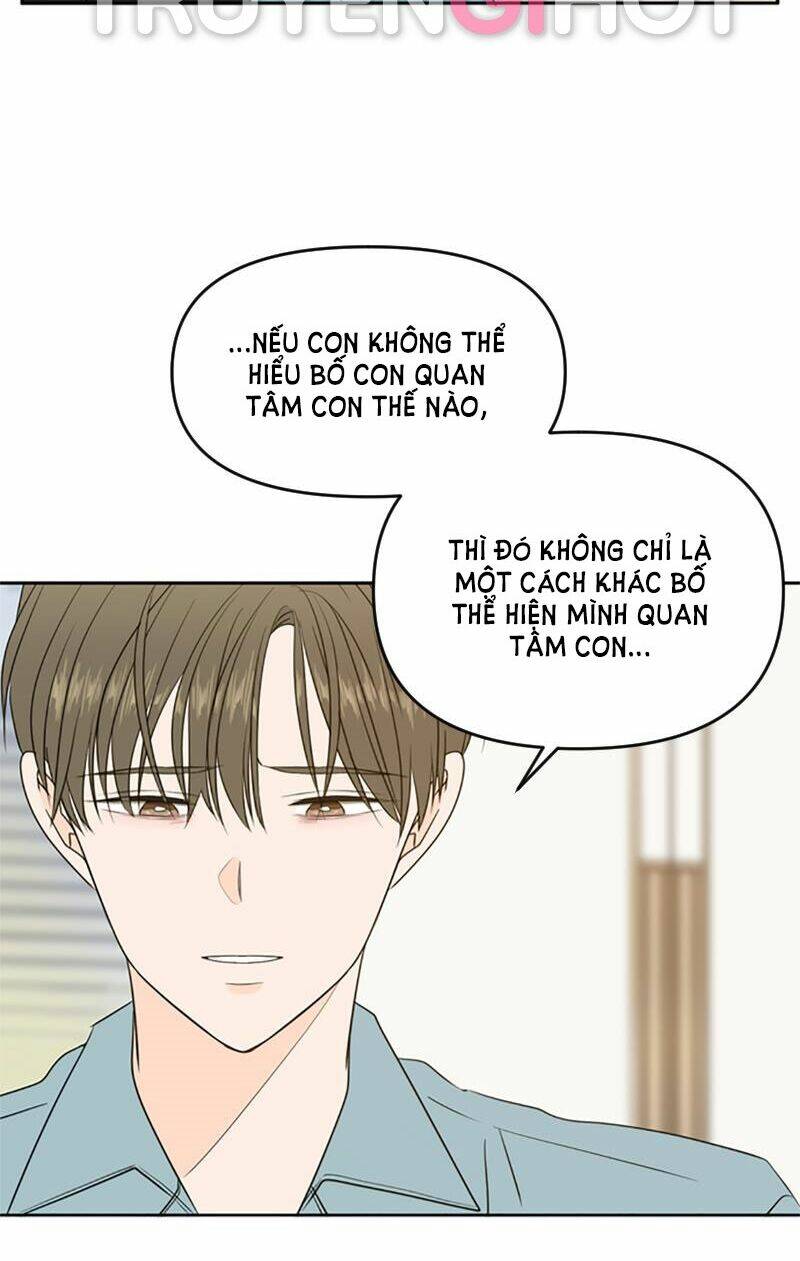 TRUYENGIHOT
...NẾU CON KHÔNG THỂ
HIỂU BỐ CON QUAN
TÂM CON THẾ NÀO,
THÌ ĐÓ KHÔNG CHỈ LÀ
MỘT CÁCH KHÁC BỐ
THỂ HIỆN MÌNH QUAN
TÂM CON...